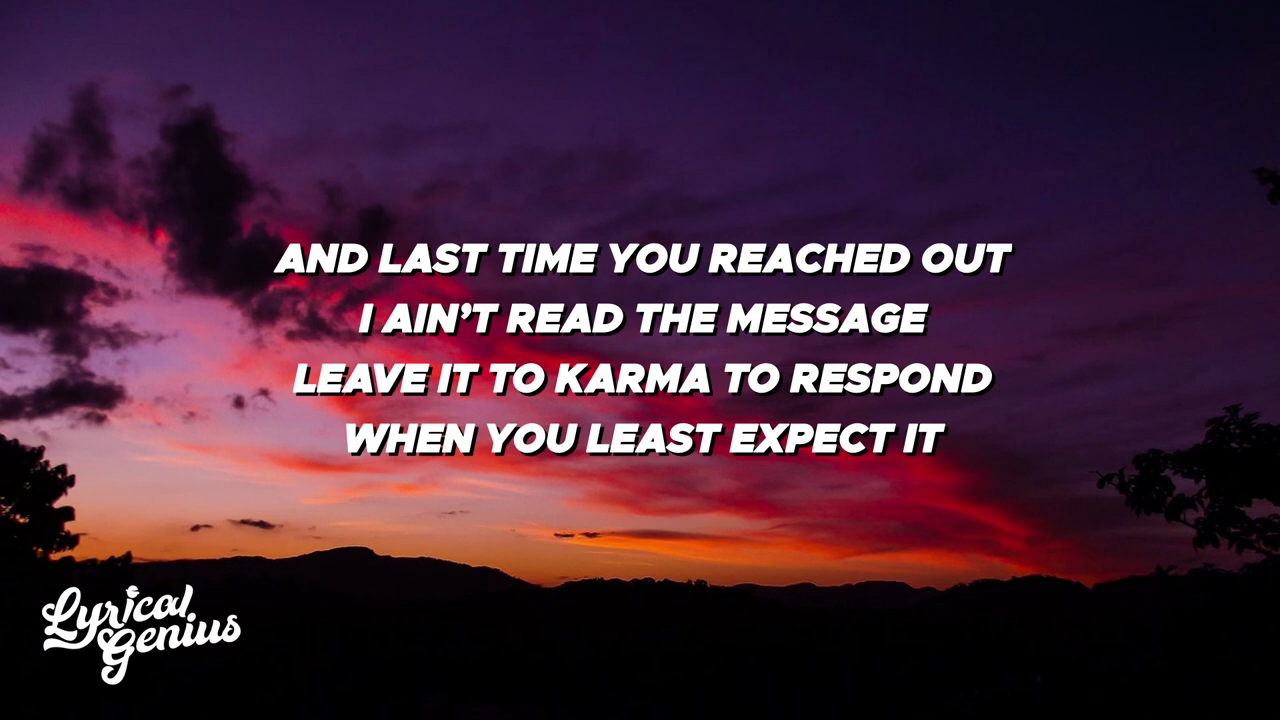 AND LAST TIME YOU REACHED OUT
I AIN’T READ THE MESSAGE
LEAVE IT TO KARMA TO RESPOND
WHEN YOU LEAST EXPECT IT
Lyrical
Genius